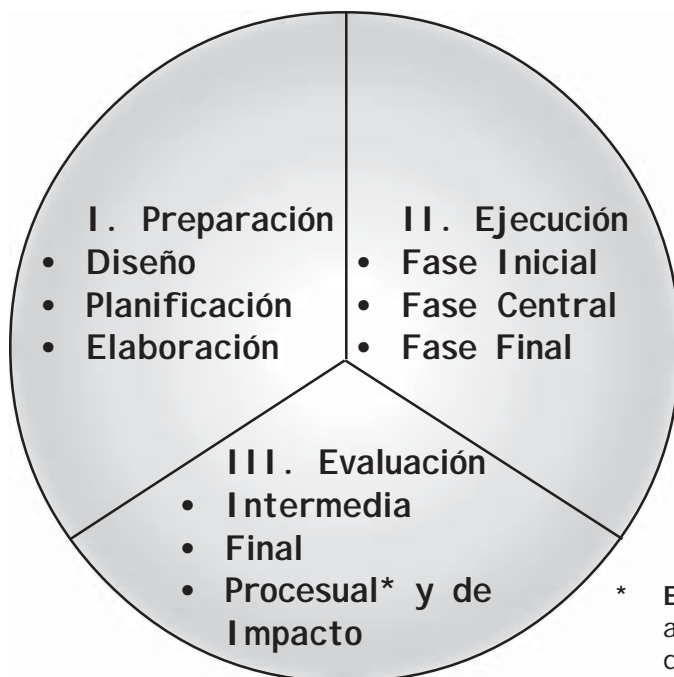 I. Preparación
• Diseño
• Planificación
• Elaboración
II. Ejecución
• Fase Inicial
• Fase Central
• Fase Final
III. Evaluación
• Intermedia
• Final
• Procesual* y de
Impacto
*